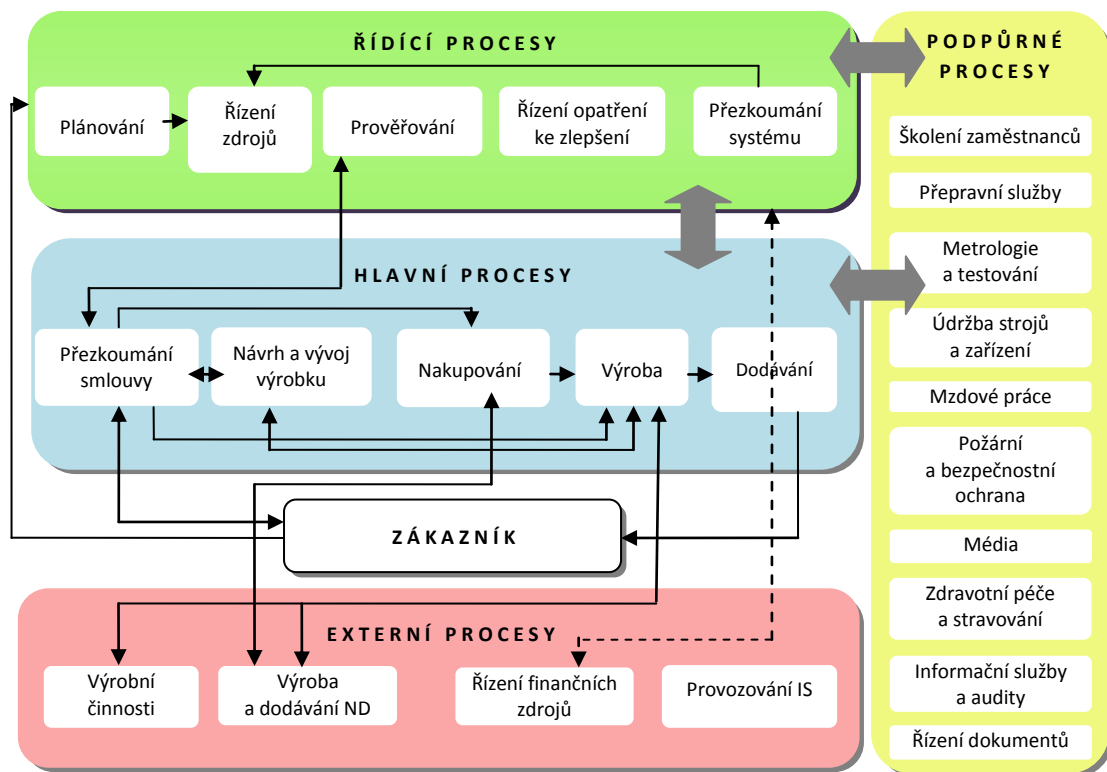 ŘÍDÍCÍ PROCESY
Plánování
Řízení
zdrojů
Prověřování
Řízení opatření
ke zlepšení
Přezkoumání
systému
HLAVNÍ PROCESY
Přezkoumání
smlouvy
Návrh a vývoj
výrobku
Nakupování
Výroba
Dodávání
ZÁKAZNÍK
EXTERNÍ PROCESY
Výrobní
činnosti
Výroba
a dodávání ND
Řízení finančních
zdrojů
Provozování IS
PODPŮRNÉ
PROCESY
Školení zaměstnanců
Přepravní služby
Metrologie
a testování
Údržba strojů
a zařízení
Mzdové práce
Požární
a bezpečnostní
ochrana
Média
Zdravotní péče
a stravování
Informační služby
a audity
Řízení dokumentů